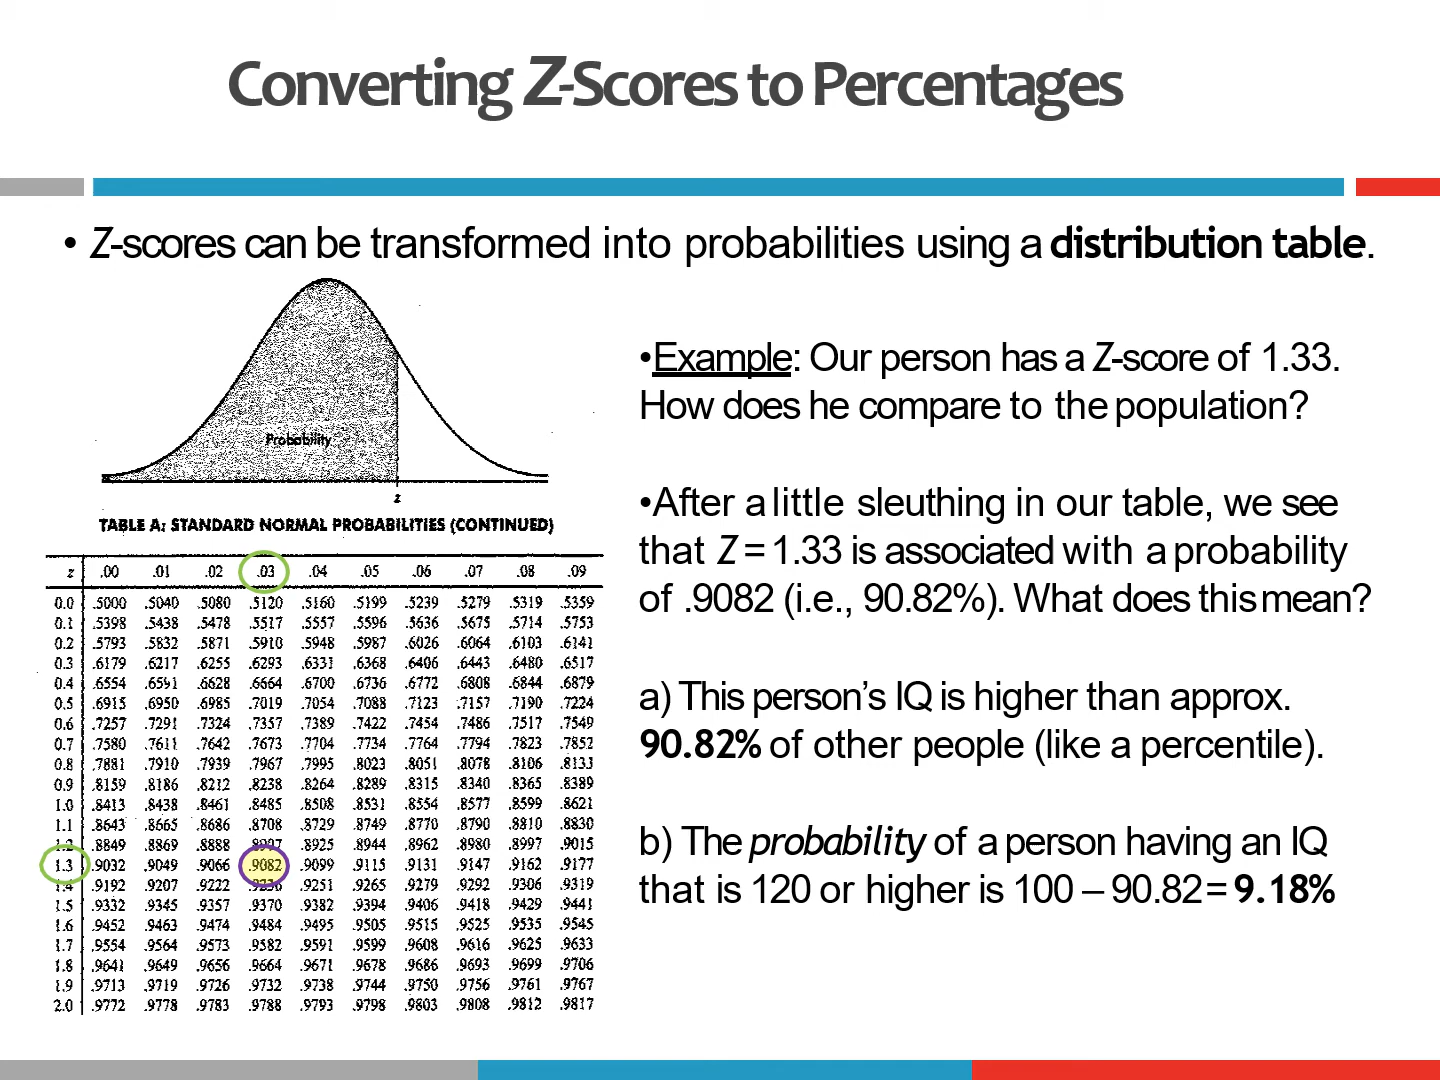 Converting Z-Scores to Percentages
• Z-scores can be transformed into probabilities using a distribution table.
Probability
z
TABLE A: STANDARD NORMAL PROBABILITIES (CONTINUED)
z .00 .01 .02 .03 .04 .05 .06 .07 .08 .09
0.0 .5000 .5040 .5080 .5120 .5160 .5199 .5239 .5279 .5319 .5359
0.1 .5398 .5438 .5478 .5517 .5557 .5596 .5636 .5675 .5714 .5753
0.2 .5793 .5832 .5871 .5910 .5948 .5987 .6026 .6064 .6103 .6141
0.3 .6179 .6217 .6255 .6293 .6331 .6368 .6406 .6443 .6480 .6517
0.4 .6554 .6591 .6628 .6664 .6700 .6736 .6772 .6808 .6844 .6879
0.5 .6915 .6950 .6985 .7019 .7054 .7088 .7123 .7157 .7190 .7224
0.6 .7257 .7291 .7324 .7357 .7389 .7422 .7454 .7486 .7517 .7549
0.7 .7580 .7611 .7642 .7673 .7704 .7734 .7764 .7794 .7823 .7852
0.8 .7881 .7910 .7939 .7967 .7995 .8023 .8051 .8078 .8106 .8133
0.9 .8159 .8186 .8212 .8238 .8264 .8289 .8315 .8340 .8365 .8389
1.0 .8413 .8438 .8461 .8485 .8508 .8531 .8554 .8577 .8599 .8621
1.1 .8643 .8665 .8686 .8708 .8729 .8749 .8770 .8790 .8810 .8830
.8849 .8869 .8888 .8925 .8944 .8962 .8980 .8997 .9015
1.3 .9032 .9049 .9066 .9082 .9099 .9115 .9131 .9147 .9162 .9177
.9192 .9207 .9222 .9251 .9265 .9279 .9292 .9306 .9319
1.5 .9332 .9345 .9357 .9370 .9382 .9394 .9406 .9418 .9429 .9441
1.6 .9452 .9463 .9474 .9484 .9495 .9505 .9515 .9525 .9535 .9545
1.7 .9554 .9564 .9573 .9582 .9591 .9599 .9608 .9616 .9625 .9633
1.8 .9641 .9649 .9656 .9664 .9671 .9678 .9686 .9693 .9699 .9706
1.9 .9713 .9719 .9726 .9732 .9738 .9744 .9750 .9756 .9761 .9767
2.0 .9772 .9778 .9783 .9788 .9793 .9798 .9803 .9808 .9812 .9817
•Example: Our person has a Z-score of 1.33.
How does he compare to the population?
•After a little sleuthing in our table, we see
that Z = 1.33 is associated with a probability
of .9082 (i.e., 90.82%). What does this mean?
a) This person’s IQ is higher than approx.
90.82% of other people (like a percentile).
b) The probability of a person having an IQ
that is 120 or higher is 100 – 90.82 = 9.18%